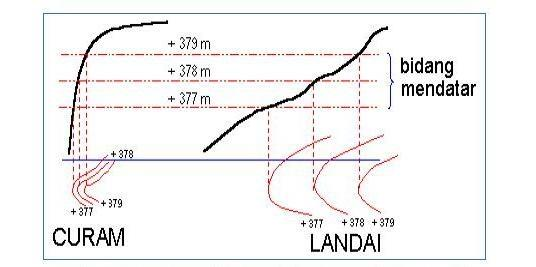 + 379 m
+ 378 m
+ 377 m
bidang
mendatar
+ 378
+ 377
+ 379
+ 377
+ 378
+ 379
CURAM
LANDAI